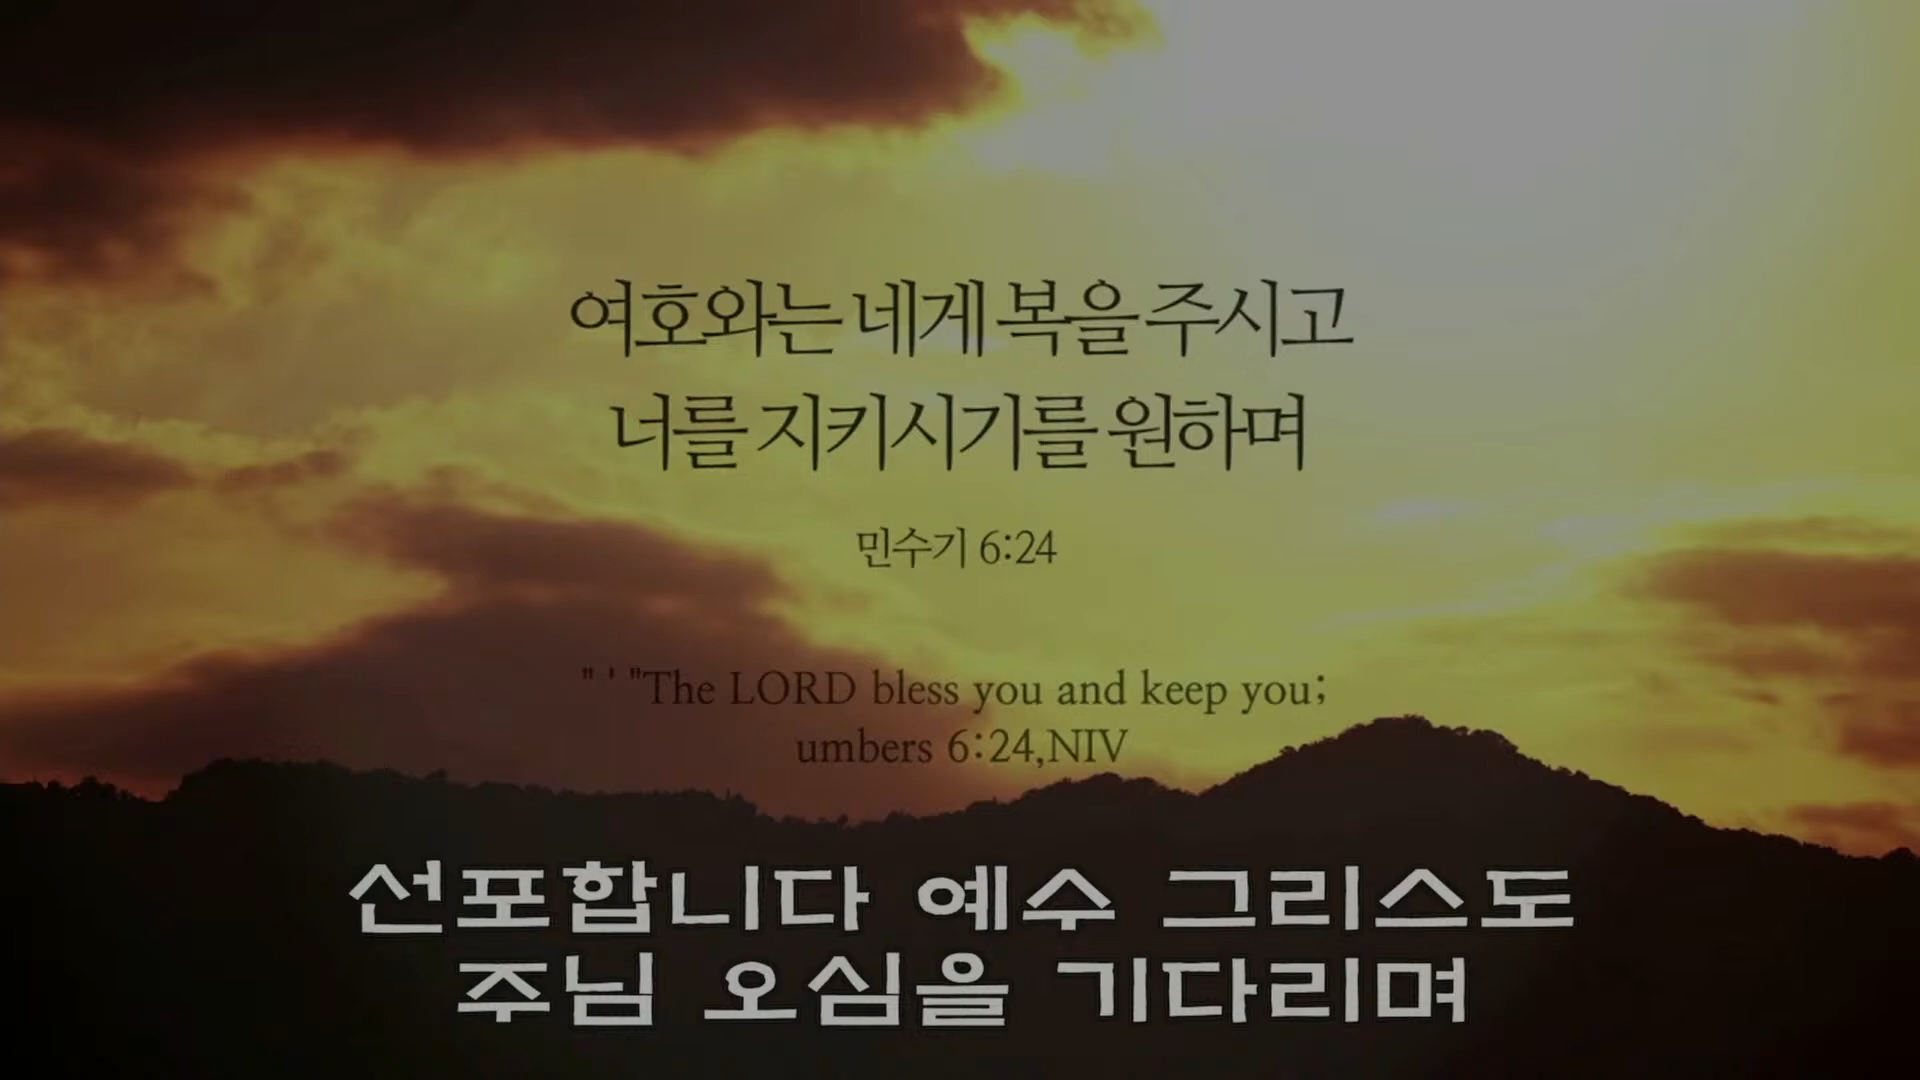 여호와는 네게 복을 주시고
너를 지키시기를 원하며
민수기 6:24
" ' "The LORD bless you and keep you;
umbers 6:24,NIV
선포합니다 예수 그리스도
주님 오심을 기다리며